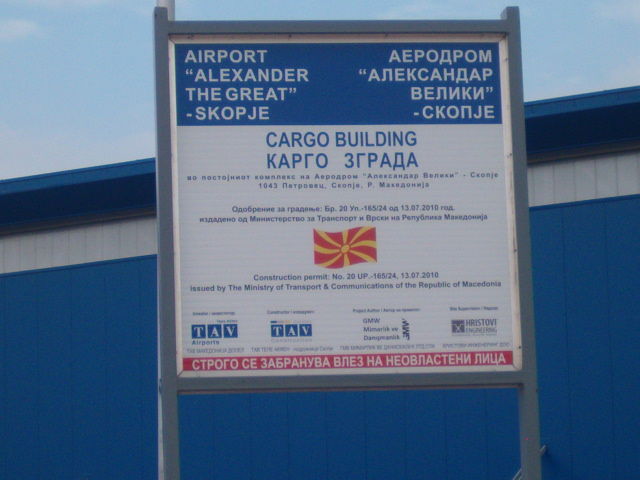 AIRPORT
"ALEXANDER
THE GREAT"
-SKOPJE
АЕРОДРОМ
"АЛЕКСАНДАР
ВЕЛИКИ"
-СКОПЈЕ
CARGO BUILDING
КАРГО ЗГРАДА
во постојниот комплекс на Аеродром "Александар Велики" - Скопје
1043 Петровец, Скопје, Р. Македонија
Одобрение за градење: Бр. 20 Уп.-165/24 од 13.07.2010 год.
издадено од Министерство за Транспорт и Врски на Република Македонија
Construction permit: No. 20 UP.-165/24, 13.07.2010
issued by The Ministry of Transport & Communications of the Republic of Macedonia
TAV
Airports
TAV
GMW
Mimarlik ve
Danışmanlık
GMW
HRISTOVI
ENGINEERING
СТРОГО СЕ ЗАБРАНУВА ВЛЕЗ НА НЕОВЛАСТЕНИ ЛИЦА